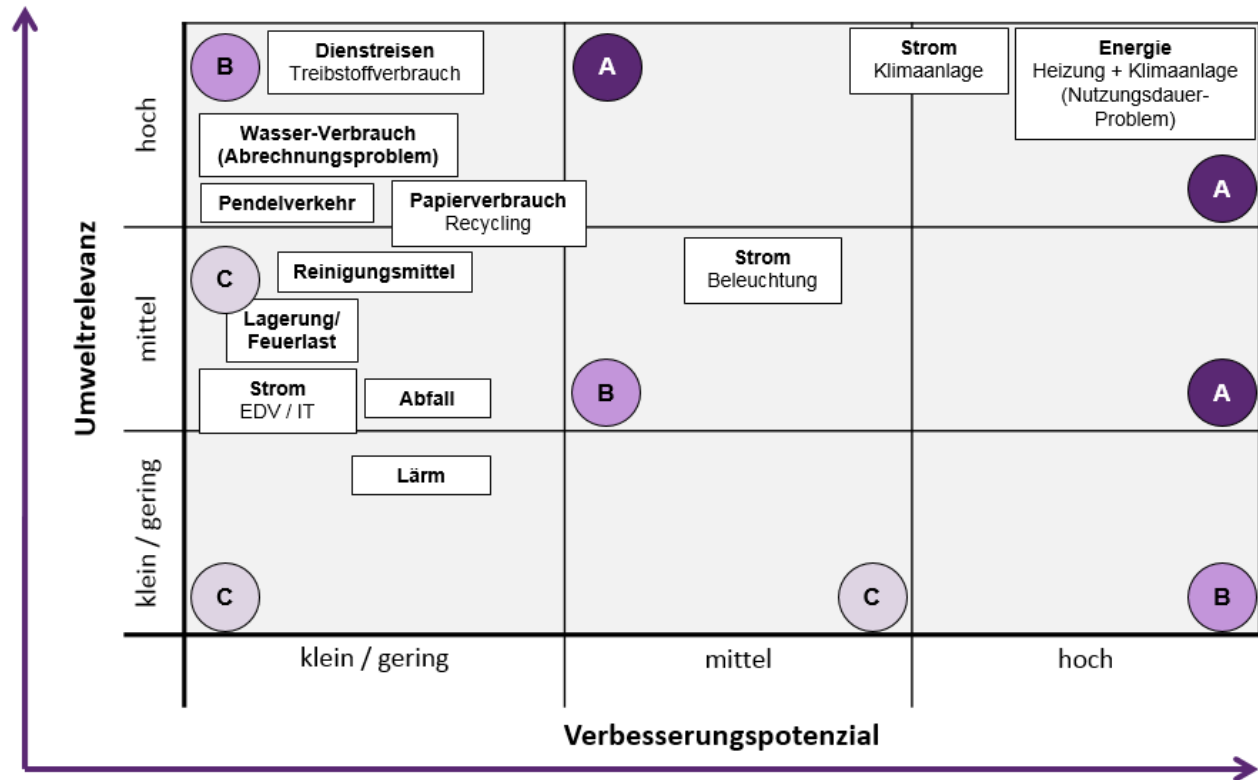 Umweltrelevanz
hoch
B
Dienstreisen
Treibstoffverbrauch
A
Strom
Klimaanlage
Energie
Heizung + Klimaanlage
(Nutzungsdauer-
Problem)
Wasser-Verbrauch
(Abrechnungsproblem)
Pendelverkehr
Papierverbrauch
Recycling
A
mittel
C
Reinigungsmittel
Strom
Beleuchtung
Lagerung/
Feuerlast
Strom
EDV / IT
Abfall
B
A
klein / gering
Lärm
C
C
B
klein / gering
mittel
hoch
Verbesserungspotenzial